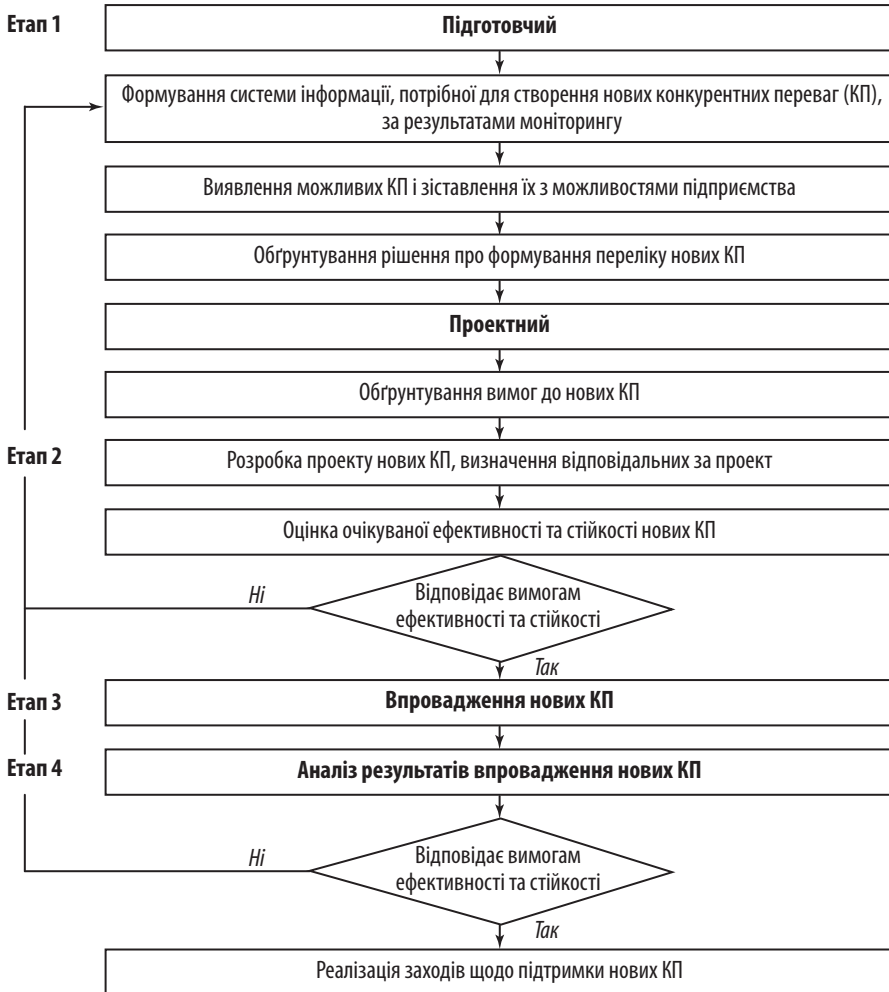 Етап 1
Підготовчий
Формування системи інформації, потрібної для створення нових конкурентних переваг (КП),
за результатами моніторингу
Виявлення можливих КП і зіставлення їх з можливостями підприємства
Обґрунтування рішення про формування переліку нових КП
Проектний
Обґрунтування вимог до нових КП
Етап 2
Розробка проекту нових КП, визначення відповідальних за проект
Оцінка очікуваної ефективності та стійкості нових КП
Ні
Відповідає вимогам
ефективності та стійкості
Так
Етап 3
Впровадження нових КП
Етап 4
Аналіз результатів впровадження нових КП
Ні
Відповідає вимогам
ефективності та стійкості
Так
Реалізація заходів щодо підтримки нових КП